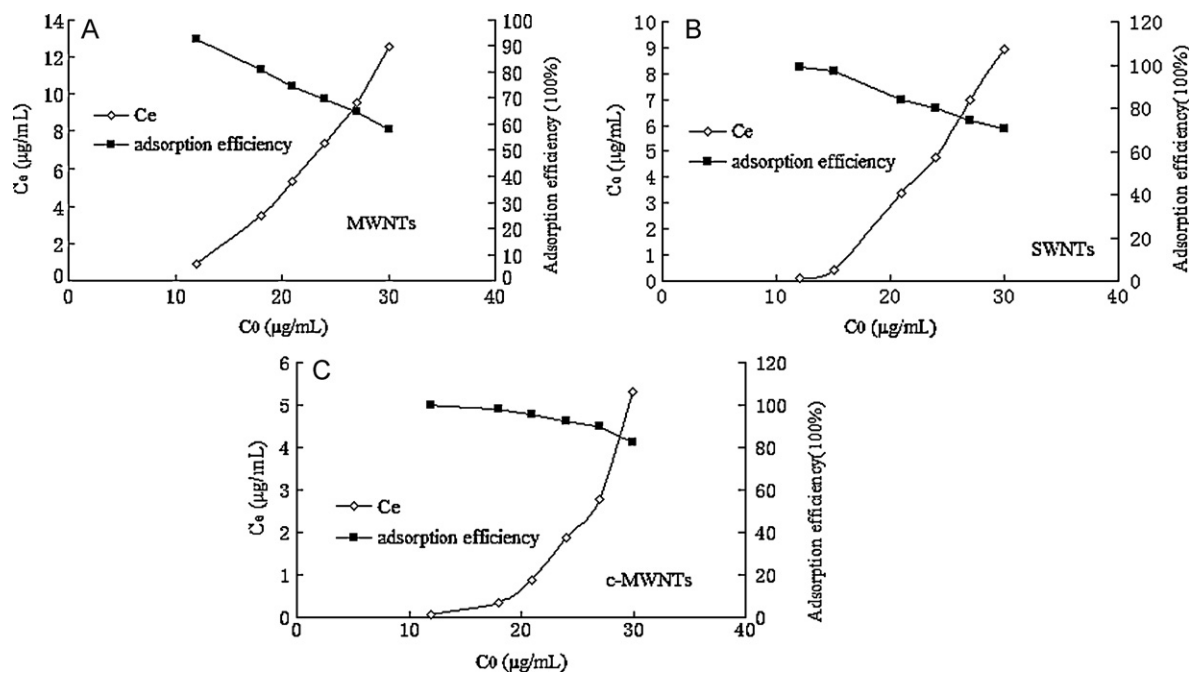 A
14
12
10
8
6
4
2
0
Ce (μg/mL)
100
90
80
70
60
50
40
30
20
10
0
Adsorption efficiency (100%)
Ce
adsorption efficiency
MWNTs
0 10 20 30 40
C0 (μg/mL)
B
10
9
8
7
6
5
4
3
2
1
0
Ce (μg/mL)
120
100
80
60
40
20
0
Adsorption efficiency(100%)
Ce
adsorption efficiency
SWNTs
0 10 20 30 40
C0 (μg/mL)
C
6
5
4
3
2
1
0
Ce (μg/mL)
120
100
80
60
40
20
0
Adsorption efficiency(100%)
Ce
adsorption efficiency
c-MWNTs
0 10 20 30 40
C0 (μg/mL)